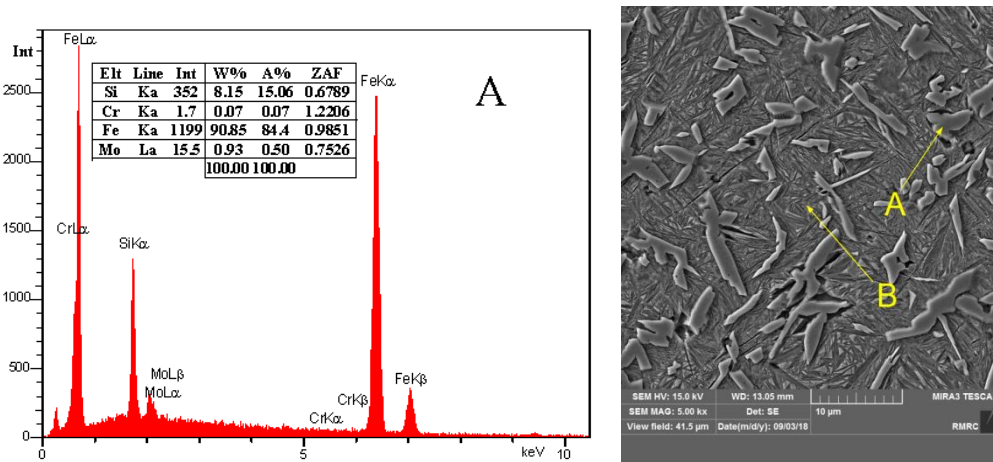 Int
FeLα
2500
2000
1500
1000
500
0
CrLα
SiKα
MoLβ
MoLα
Elt Line Int W% A% ZAF
Si Ka 352 8.15 15.06 0.6789
Cr Ka 1.7 0.07 0.07 1.2206
Fe Ka 1199 90.85 84.4 0.9851
Mo La 15.5 0.93 0.50 0.7526
100.00 100.00
FeKα
A
CrKβ
CrKα
FeKβ
0 5 keV 10
A
B
SEM HV: 15.0 kV WD: 13.05 mm MIRA3 TESCA
SEM MAG: 5.00 kx Det: SE 10 µm
View field: 41.5 µm Date(m/d/y): 09/03/18 RMRC